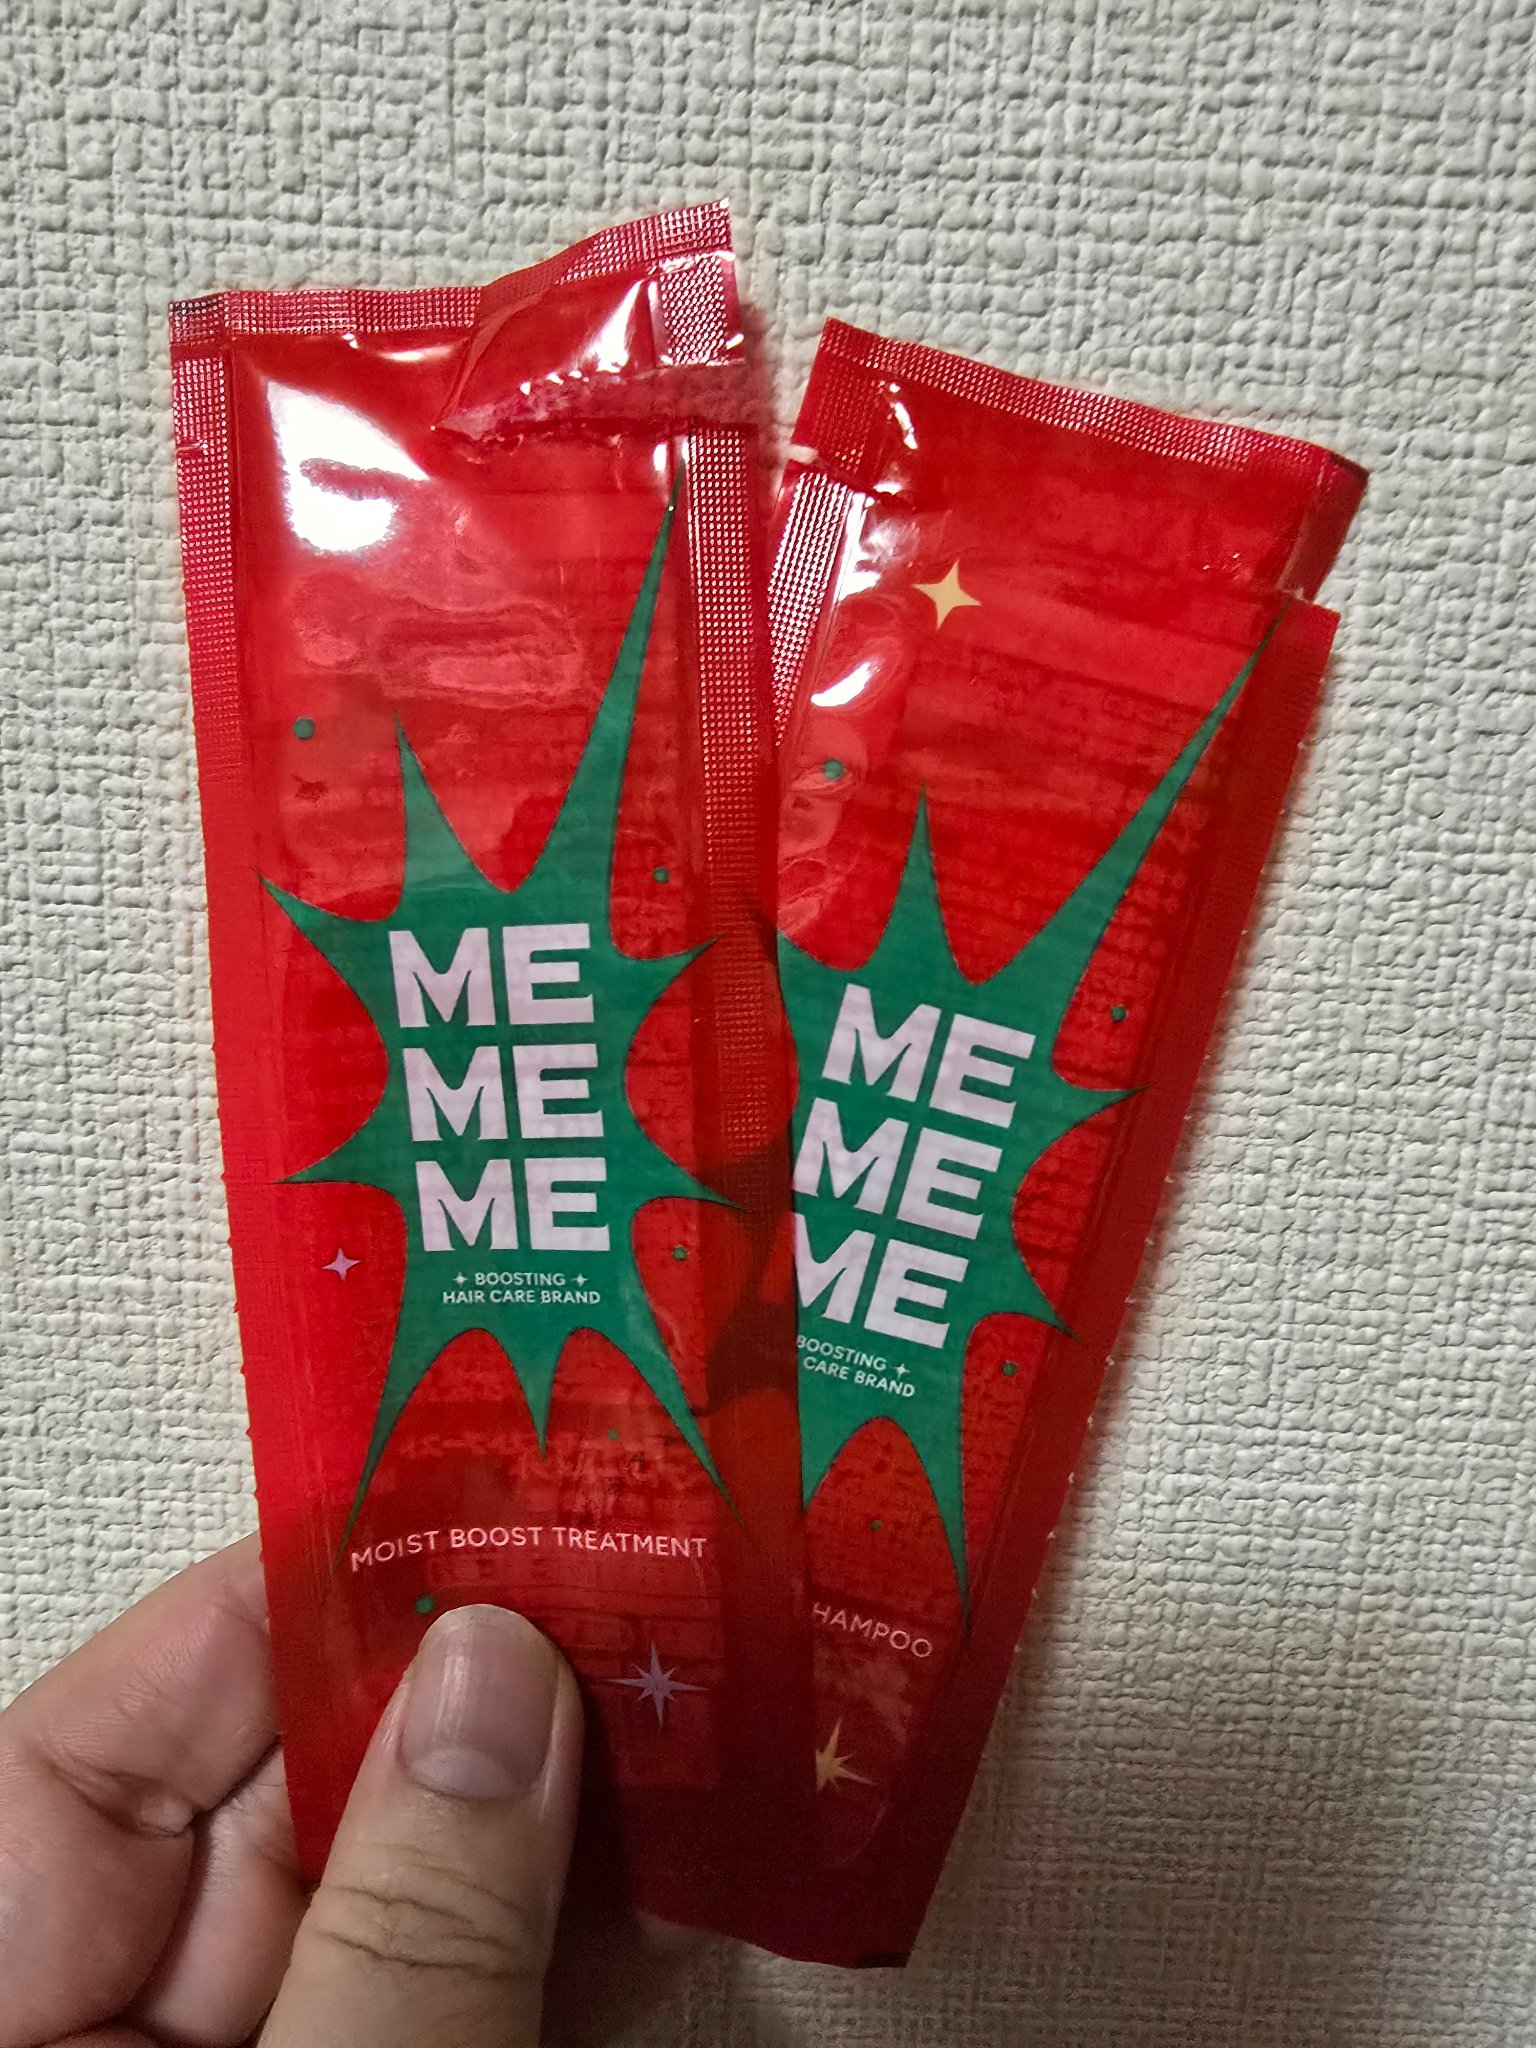 ME
ME
ME
BOOSTING
HAIR CARE BRAND
MOIST BOOST TREATMENT
ME
ME
ME
BOOSTING
CARE BRAND
HAMPOO